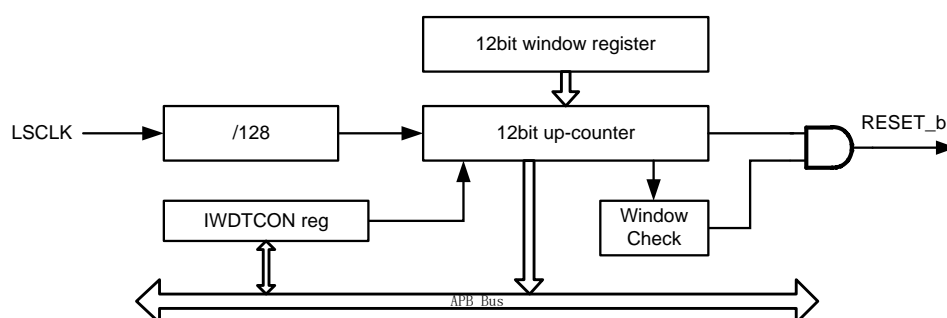 12bit window register
LSCLK
/128
12bit up-counter
RESET_b
IWDTCON reg
Window
Check
APB Bus